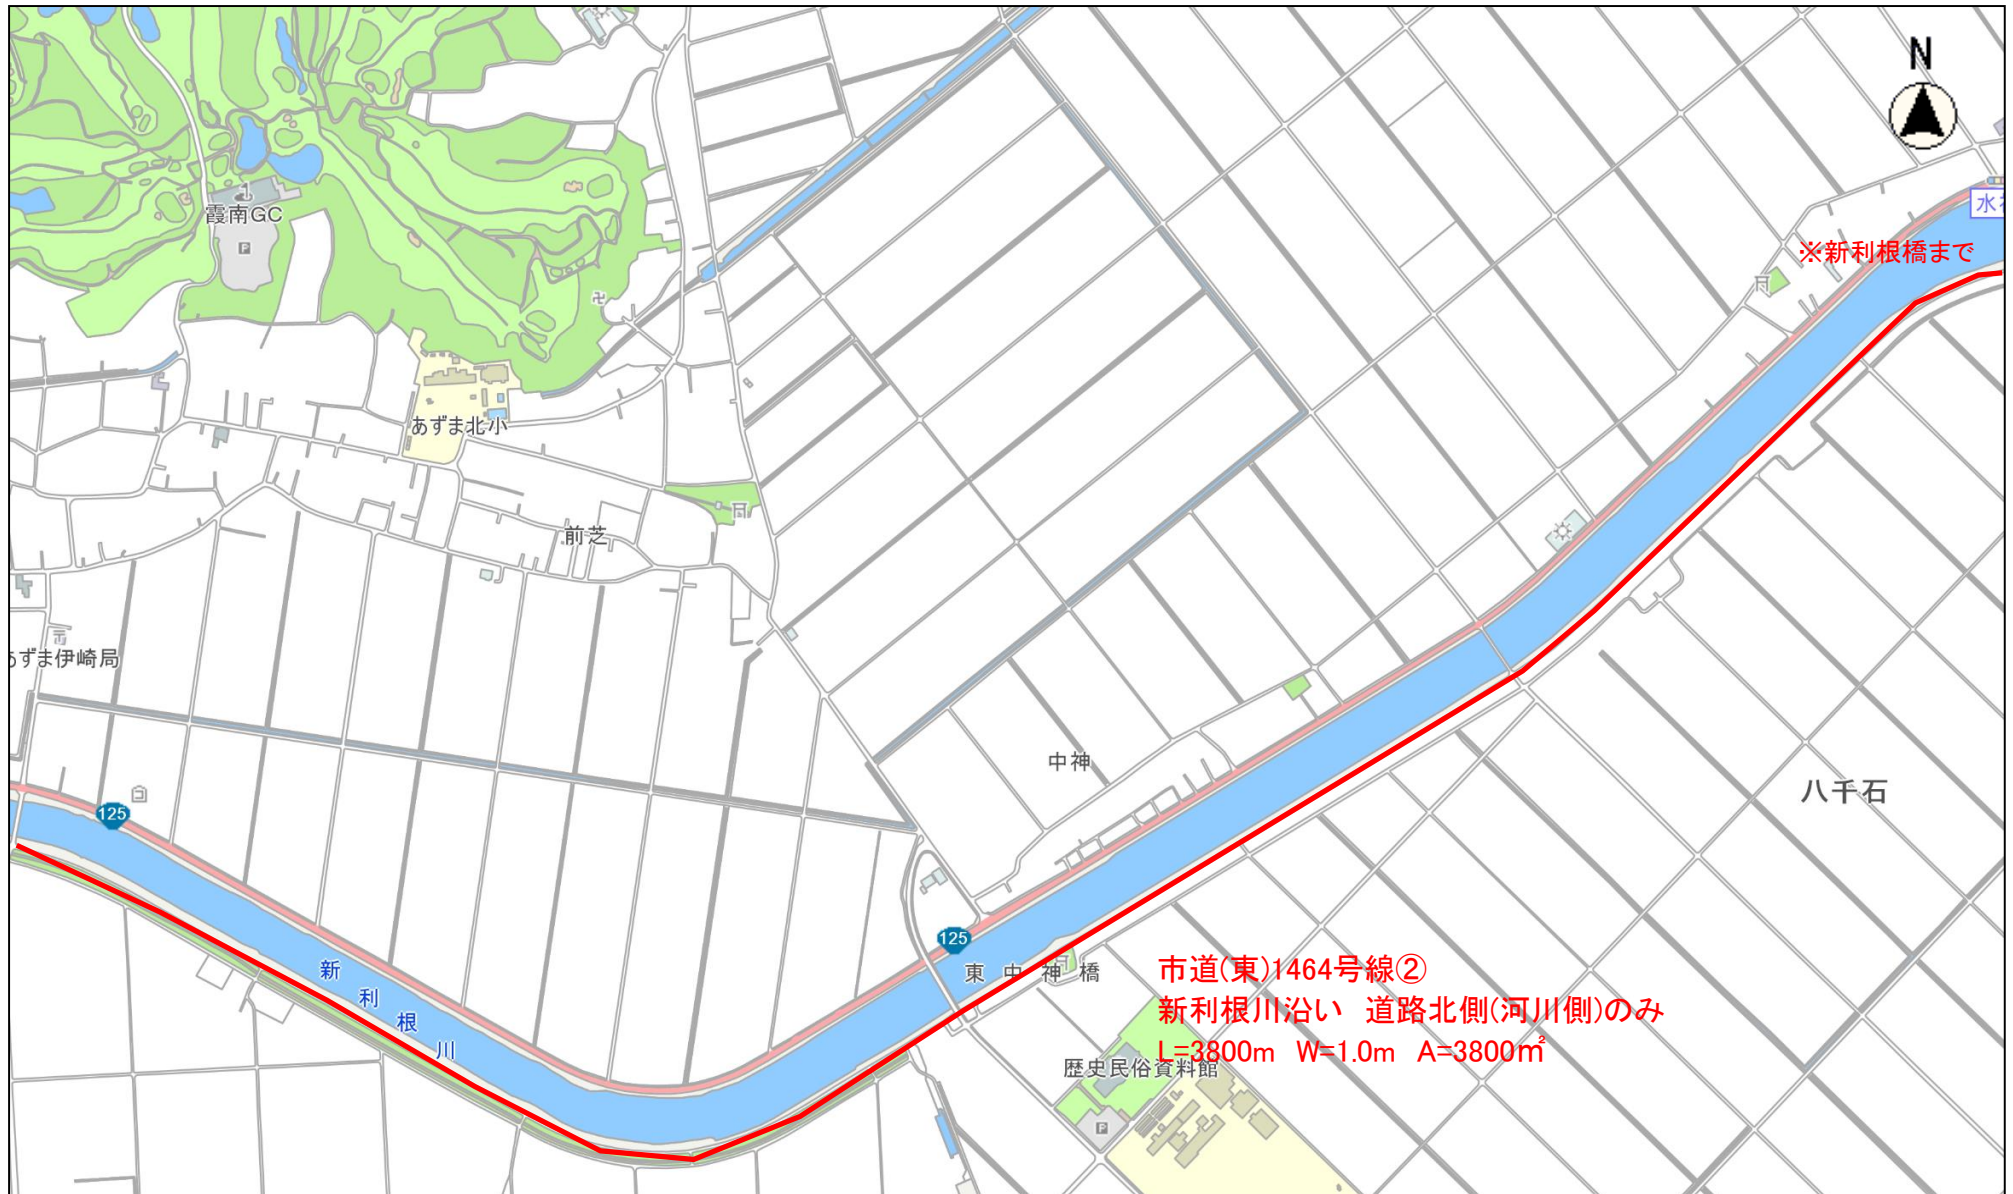 N
水
霞南GC
P
※新利根橋まで
あずま北小
前芝
あずま伊崎局
中神
八千石
125
125
東中神橋
新利根川
市道(東)1464号線②
新利根川沿い 道路北側(河川側)のみ
L=3800m W=1.0m A=3800㎡
歴史民俗資料館
P